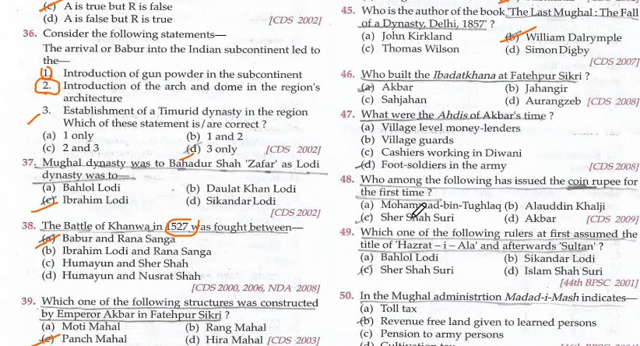 (c) A is true but R is false
(d) A is false but R is true [CDS 2002]
36. Consider the following statements—
The arrival or Babur into the Indian subcontinent led to
the—
1. Introduction of gun powder in the subcontinent
2. Introduction of the arch and dome in the region's
architecture
3. Establishment of a Timurid dynasty in the region
Which of these statement is/are correct ?
(a) 1 only (b) 1 and 2
(c) 2 and 3 (d) 3 only [CDS 2002]
37. Mughal dynasty was to Bahadur Shah 'Zafar' as Lodi
dynasty was to—
(a) Bahlol Lodi (b) Daulat Khan Lodi
(c) Ibrahim Lodi (d) Sikandar Lodi
[CDS 2002]
38. The Battle of Khanwa in 1527 was fought between—
(a) Babur and Rana Sanga
(b) Ibrahim Lodi and Rana Sanga
(c) Humayun and Sher Shah
(d) Humayun and Nusrat Shah
[CDS 2000, 2006, NDA 2008]
39. Which one of the following structures was constructed
by Emperor Akbar in Fatehpur Sikri ?
(a) Moti Mahal (b) Rang Mahal
(c) Panch Mahal (d) Hira Mahal [CDS 2003]
45. Who is the author of the book 'The Last Mughal : The Fall
of a Dynasty, Delhi, 1857' ?
(a) John Kirkland (b) William Dalrymple
(c) Thomas Wilson (d) Simon Digby
[CDS 2007]
46. Who built the Ibadatkhana at Fatehpur Sikri ?
(a) Akbar (b) Jahangir
(c) Sahjahan (d) Aurangzeb [CDS 2008]
47. What were the Ahdis of Akbar's time ?
(a) Village level money-lenders
(b) Village guards
(c) Cashiers working in Diwani
(d) Foot-soldiers in the army
[CDS 2008]
48. Who among the following has issued the coin rupee for
the first time ?
(a) Mohammad-bin-Tughlaq (b) Alauddin Khalji
(c) Sher Shah Suri (d) Akbar [CDS 2009]
49. Which one of the following rulers at first assumed the
title of 'Hazrat – i – Ala' and afterwards 'Sultan' ?
(a) Bahlol Lodi (b) Sikandar Lodi
(c) Sher Shah Suri (d) Islam Shah Suri
[44th BPSC 2001]
50. In the Mughal administrtion Madad-i-Mash indicates—
(a) Toll tax
(b) Revenue free land given to learned persons
(c) Pension to army persons